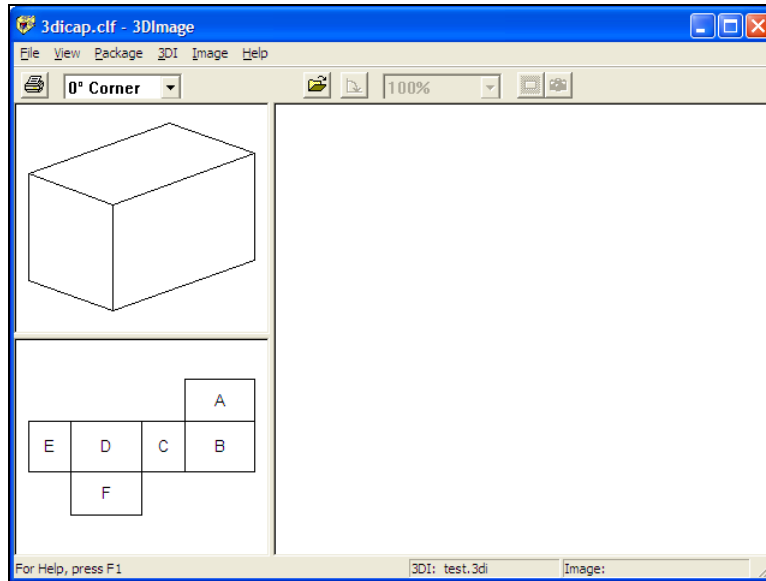 3dicap.clf - 3DImage
File View Package 3DI Image Help
0° Corner 100%
A
E D C B
F
For Help, press F1 3DI: test.3di Image: